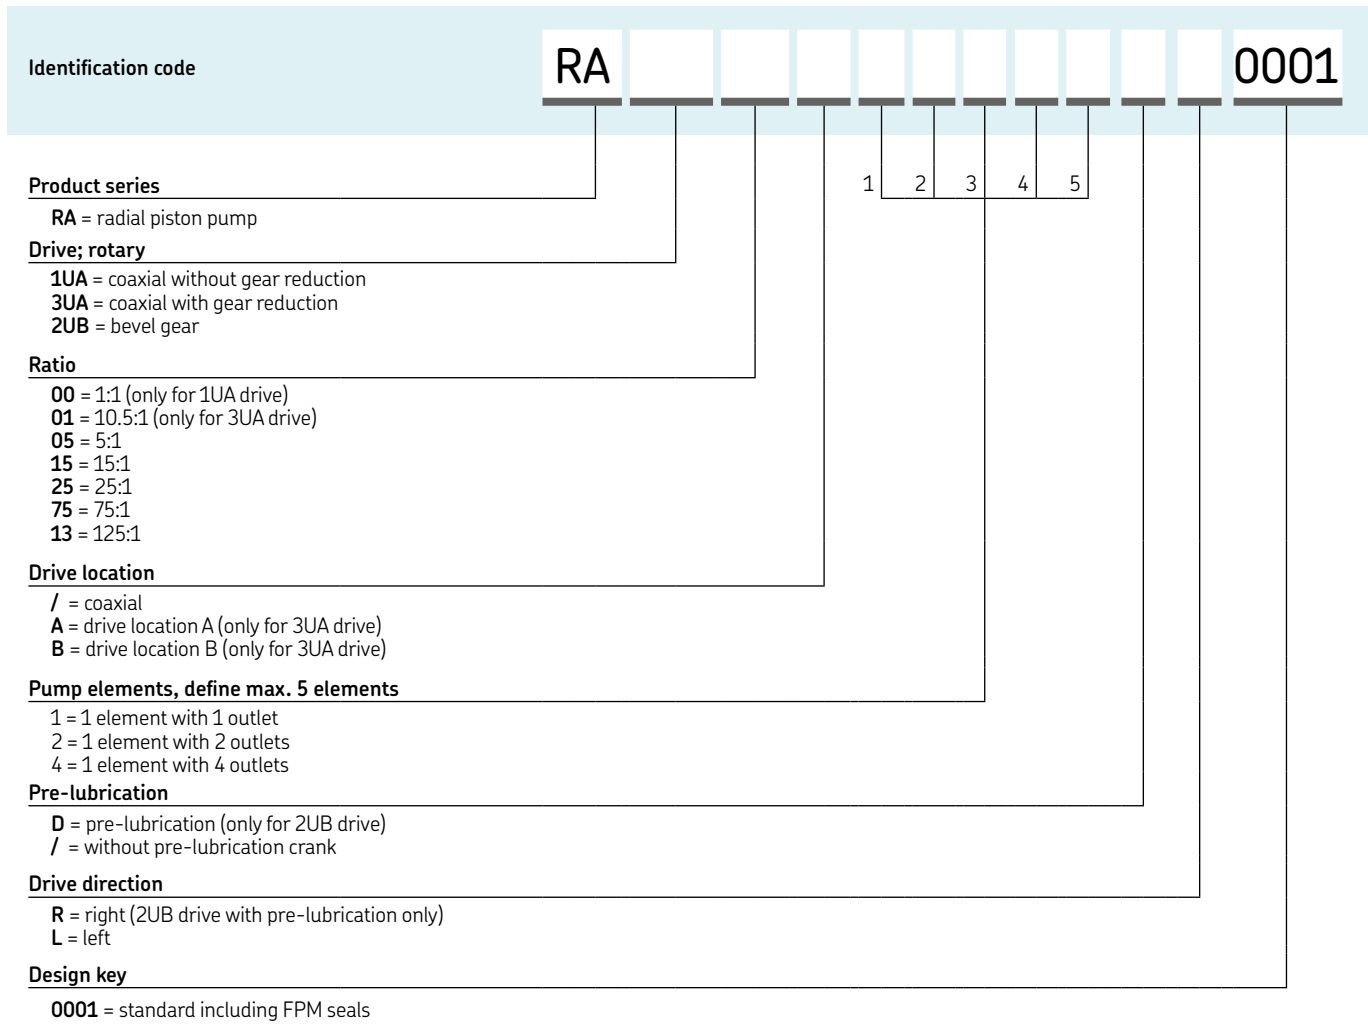 Identification code RA 0001
1 2 3 4 5
Product series
RA = radial piston pump
Drive; rotary
1UA = coaxial without gear reduction
3UA = coaxial with gear reduction
2UB = bevel gear
Ratio
00 = 1:1 (only for 1UA drive)
01 = 10.5:1 (only for 3UA drive)
05 = 5:1
15 = 15:1
25 = 25:1
75 = 75:1
13 = 125:1
Drive location
/ = coaxial
A = drive location A (only for 3UA drive)
B = drive location B (only for 3UA drive)
Pump elements, define max. 5 elements
1 = 1 element with 1 outlet
2 = 1 element with 2 outlets
4 = 1 element with 4 outlets
Pre-lubrication
D = pre-lubrication (only for 2UB drive)
/ = without pre-lubrication crank
Drive direction
R = right (2UB drive with pre-lubrication only)
L = left
Design key
0001 = standard including FPM seals